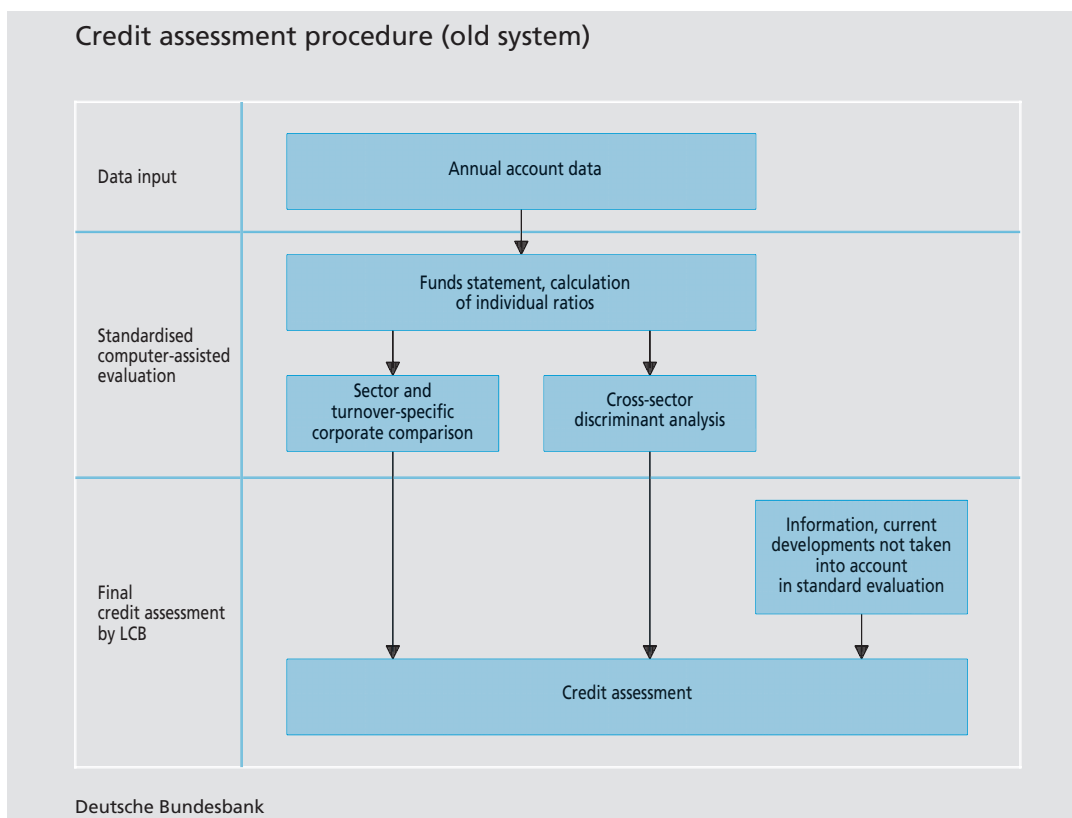 Credit assessment procedure (old system)
Data input
Annual account data
Standardised
computer-assisted
evaluation
Funds statement, calculation
of individual ratios
Sector and
turnover-specific
corporate comparison
Cross-sector
discriminant analysis
Final
credit assessment
by LCB
Information, current
developments not taken
into account
in standard evaluation
Credit assessment
Deutsche Bundesbank